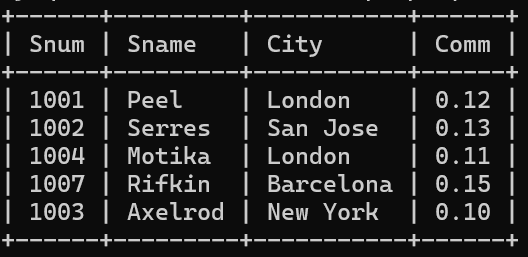 +------+---------+-----------+------+
| Snum | Sname   | City      | Comm |
+------+---------+-----------+------+
| 1001 | Peel    | London    | 0.12 |
| 1002 | Serres  | San Jose  | 0.13 |
| 1004 | Motika  | London    | 0.11 |
| 1007 | Rifkin  | Barcelona | 0.15 |
| 1003 | Axelrod | New York  | 0.10 |
+------+---------+-----------+------+